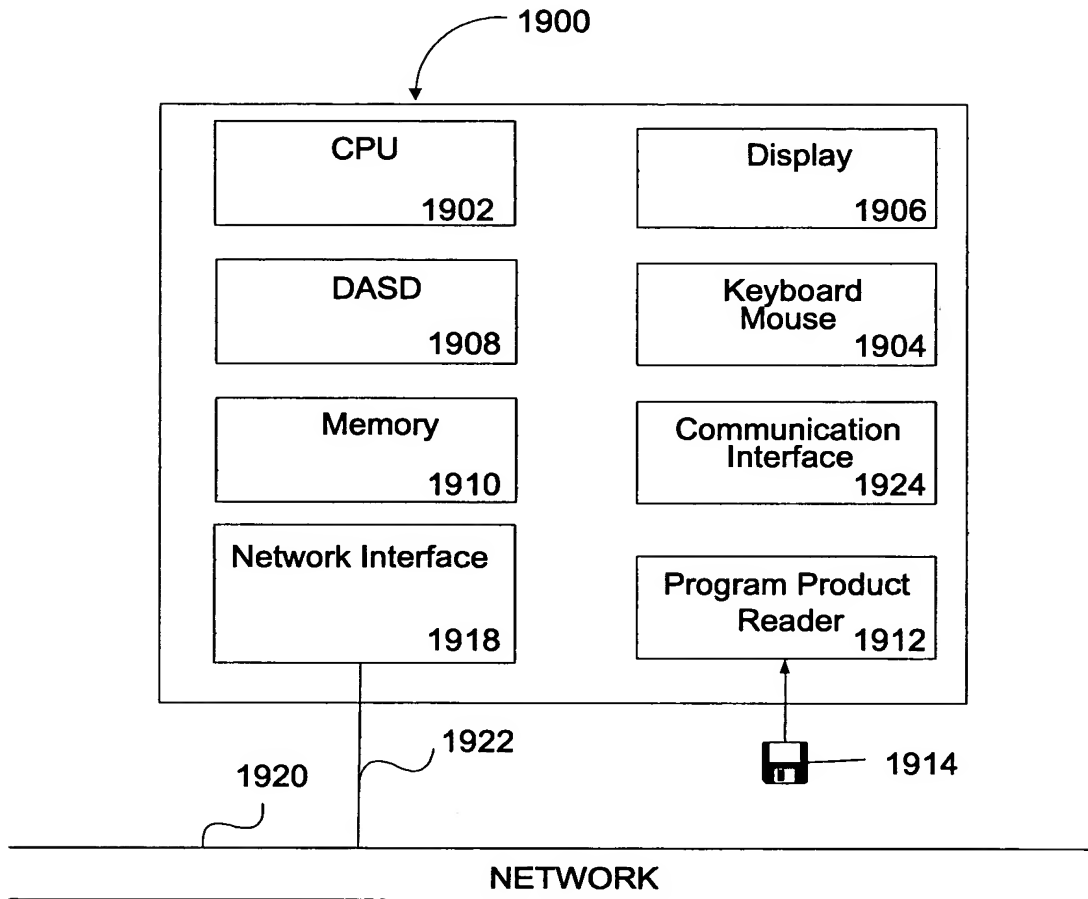 1900
CPU
1902
Display
1906
DASD
1908
Keyboard
Mouse
1904
Memory
1910
Communication
Interface
1924
Network Interface
1918
Program Product
Reader
1912
1922
1914
1920
NETWORK